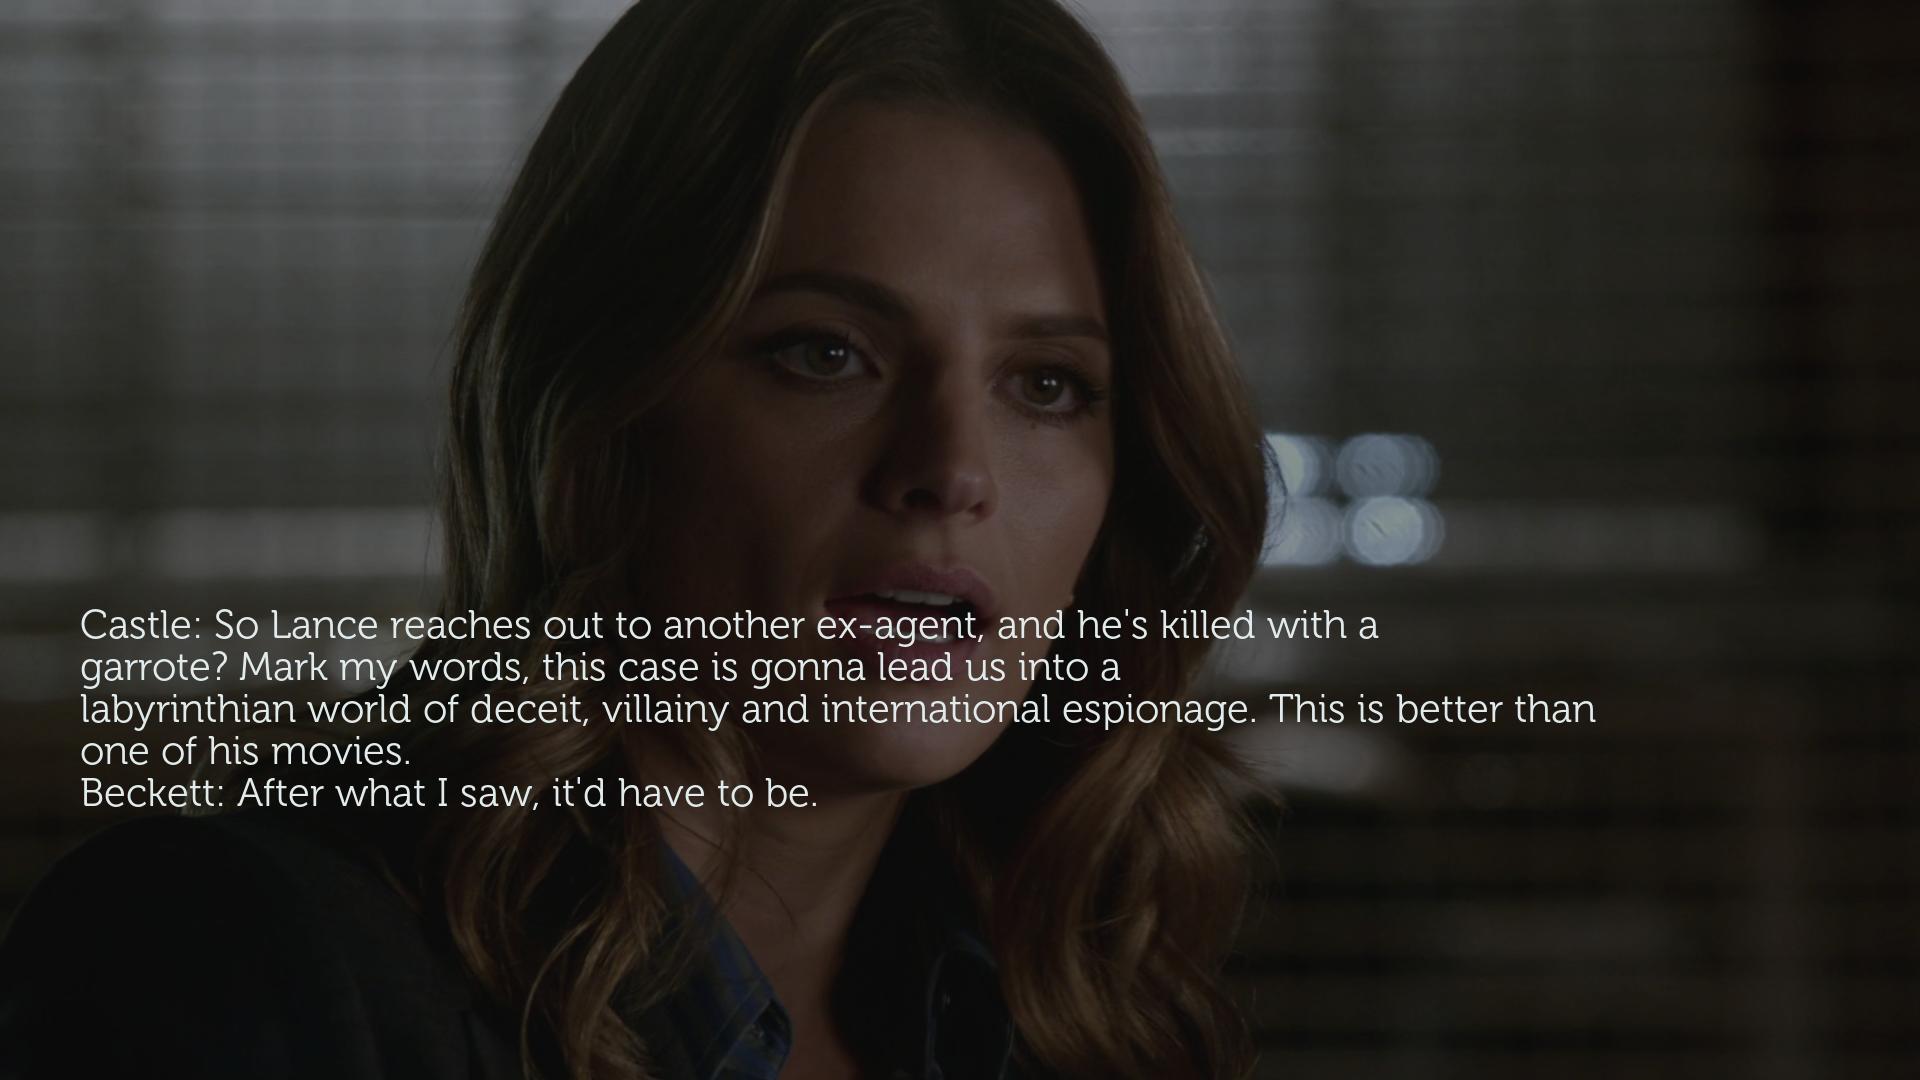 Castle: So Lance reaches out to another ex-agent, and he's killed with a
garrote? Mark my words, this case is gonna lead us into a
labyrinthian world of deceit, villainy and international espionage. This is better than
one of his movies.
Beckett: After what I saw, it'd have to be.